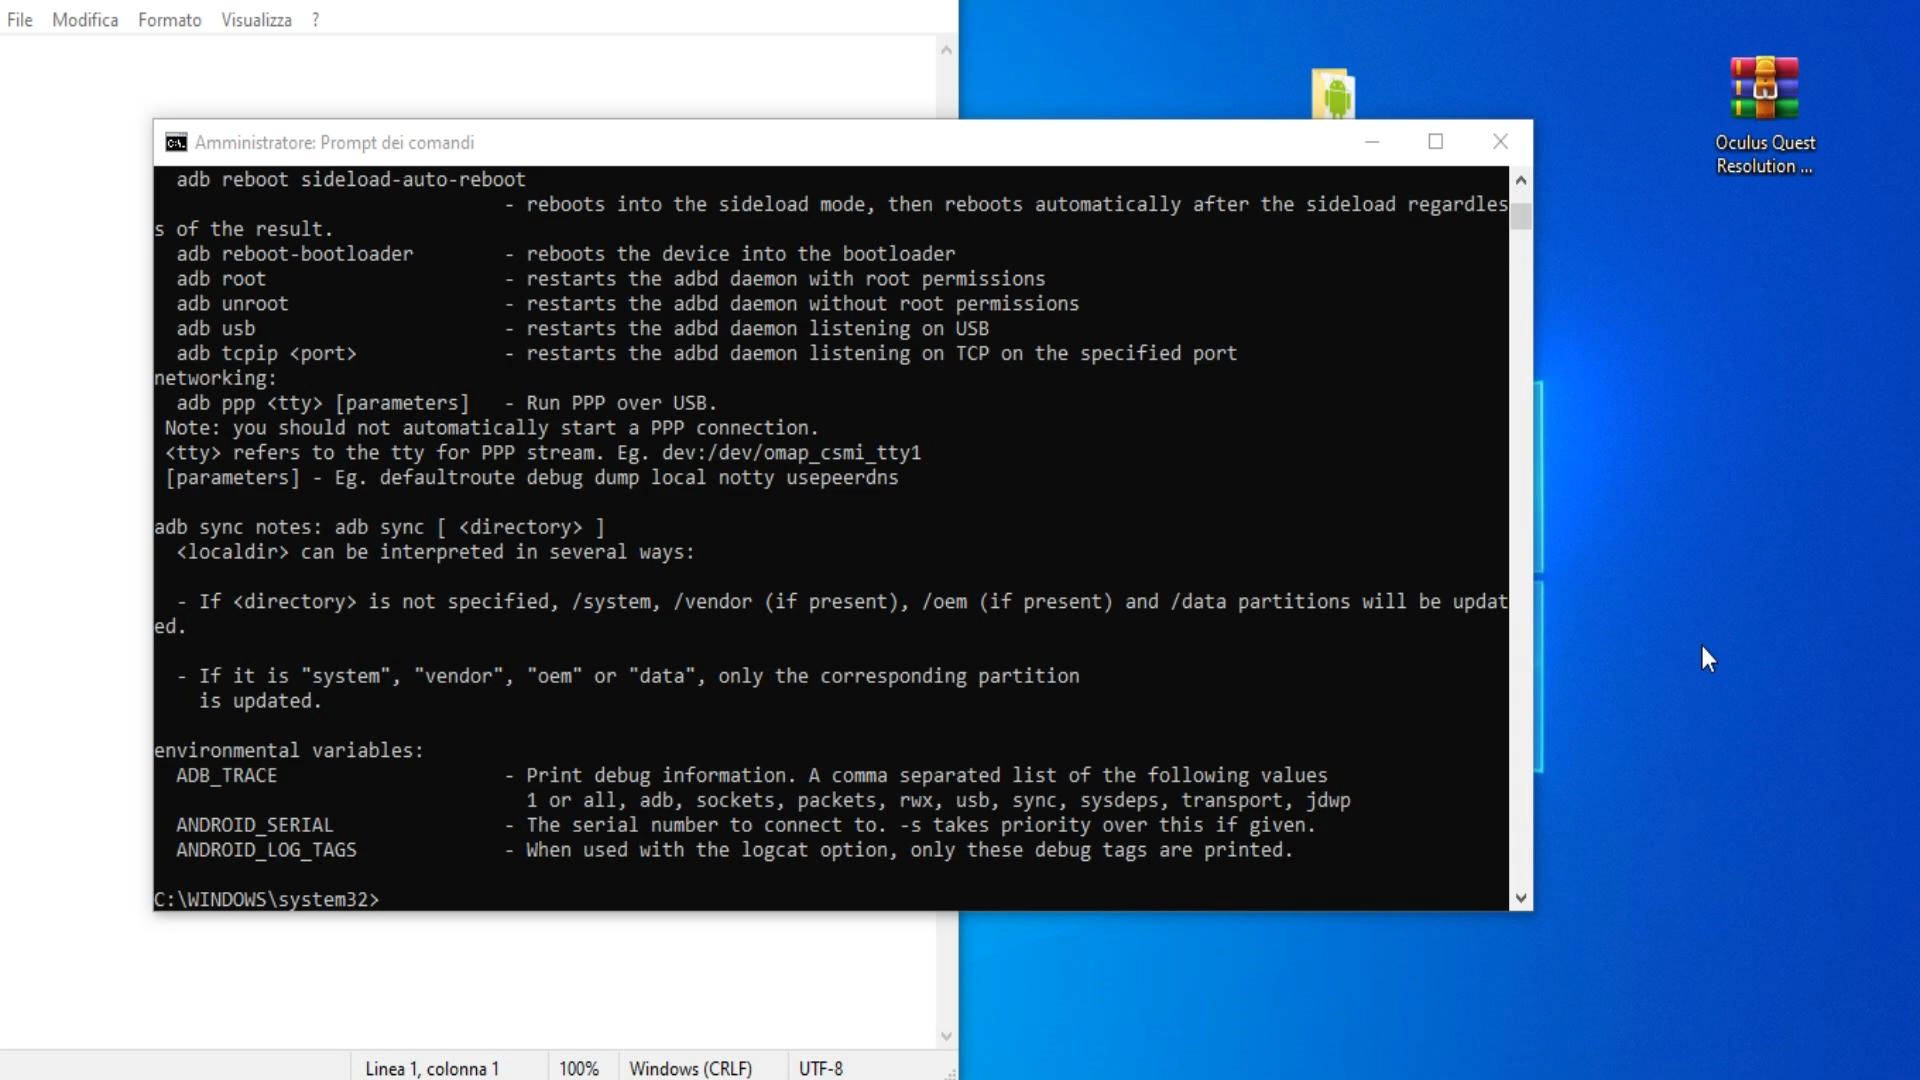 File Modifica Formato Visualizza ?
Oculus Quest
Resolution ...
Amministratore: Prompt dei comandi
adb reboot sideload-auto-reboot
- reboots into the sideload mode, then reboots automatically after the sideload regardles
s of the result.
adb reboot-bootloader - reboots the device into the bootloader
adb root - restarts the adbd daemon with root permissions
adb unroot - restarts the adbd daemon without root permissions
adb usb - restarts the adbd daemon listening on USB
adb tcpip <port> - restarts the adbd daemon listening on TCP on the specified port
networking:
adb ppp <tty> [parameters] - Run PPP over USB.
Note: you should not automatically start a PPP connection.
<tty> refers to the tty for PPP stream. Eg. dev:/dev/omap_csmi_tty1
[parameters] - Eg. defaultroute debug dump local notty usepeerdns
adb sync notes: adb sync [ <directory> ]
<localdir> can be interpreted in several ways:
- If <directory> is not specified, /system, /vendor (if present), /oem (if present) and /data partitions will be updat
ed.
- If it is "system", "vendor", "oem" or "data", only the corresponding partition
is updated.
environmental variables:
ADB_TRACE - Print debug information. A comma separated list of the following values
1 or all, adb, sockets, packets, rwx, usb, sync, sysdeps, transport, jdwp
ANDROID_SERIAL - The serial number to connect to. -s takes priority over this if given.
ANDROID_LOG_TAGS - When used with the logcat option, only these debug tags are printed.
C:\WINDOWS\system32>
Linea 1, colonna 1 100% Windows (CRLF) UTF-8